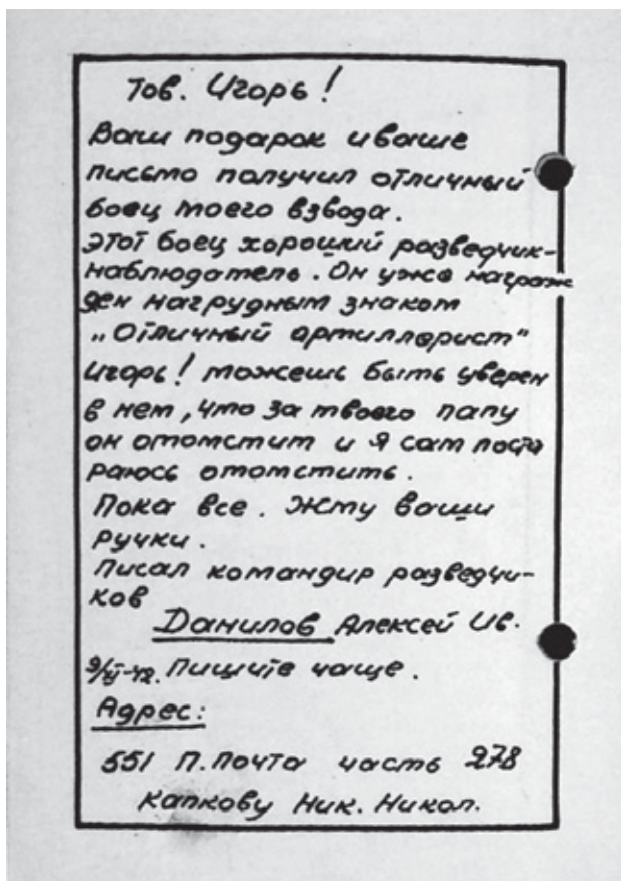 Тов. Игорь!
Ваш подарок и ваше
письмо получил отличный
боец моего взвода.
Этот боец хороший разведчик-
наблюдатель. Он уже награж
ден нагрудным знаком
„Отличный артиллерист"
Игорь! можешь быть уверен
в нем, что за твоего папу
он отомстит и я сам поста
раюсь отомстить.
Пока все. Жму ваши
ручки.
Писал командир разведчи-
ков
Данилов Алексей Ив.
Пишите чаще.
Адрес:
551 П. Почта часть 278
Капкову Ник. Никол.